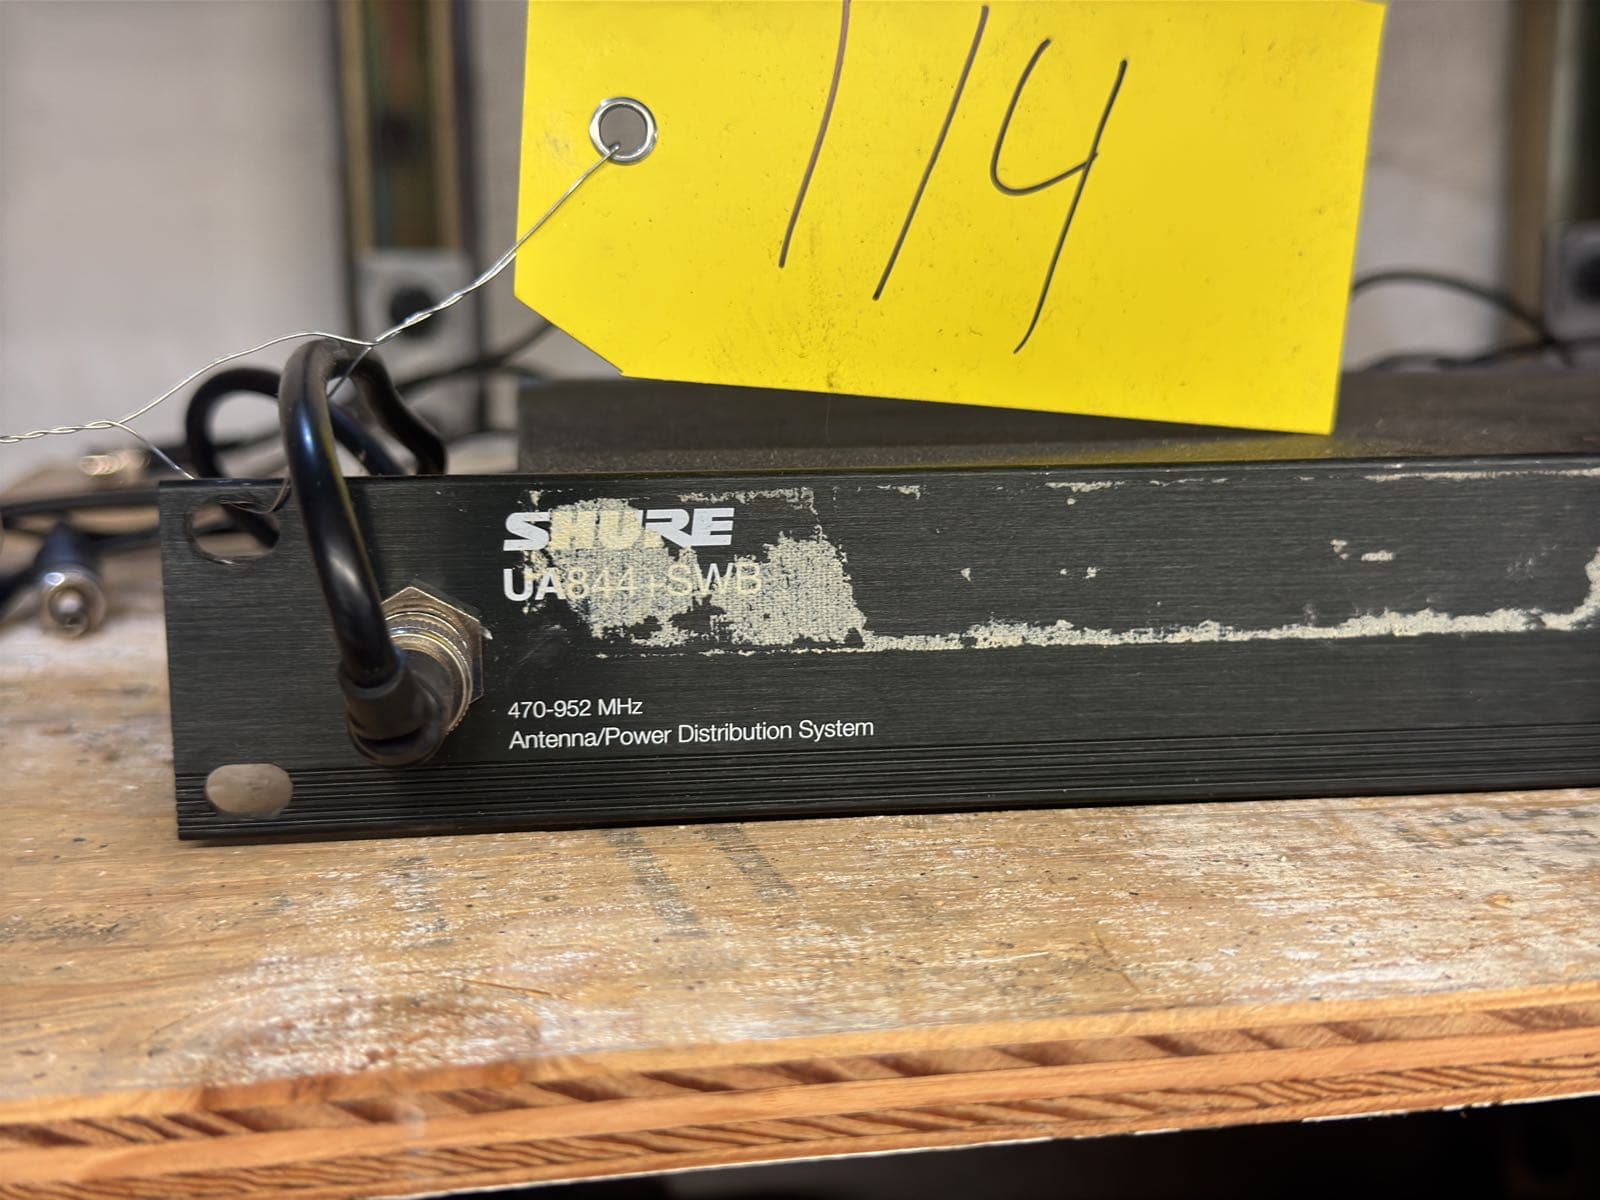 114
SHURE
UA844+SWB
470-952 MHz
Antenna/Power Distribution System